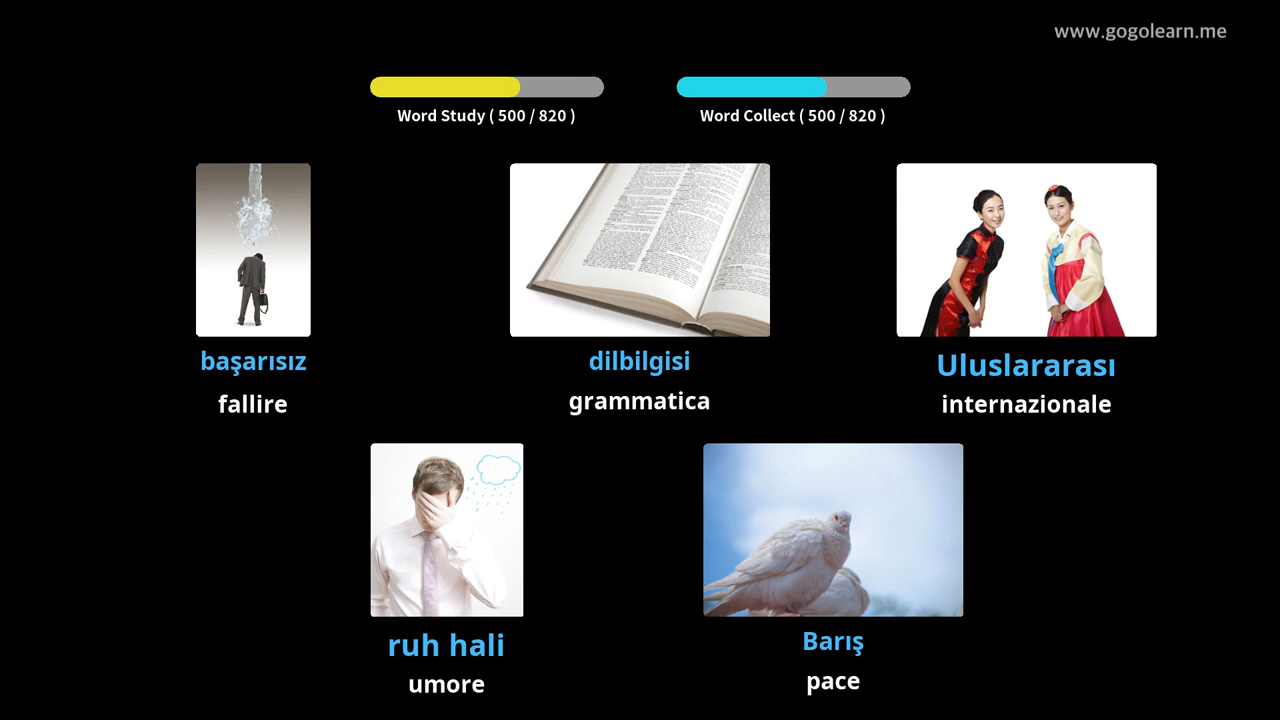 www.gogolearn.me
Word Study ( 500 / 820 )
Word Collect ( 500 / 820 )
başarısız
fallire
dilbilgisi
grammatica
Uluslararası
internazionale
ruh hali
umore
Barış
pace